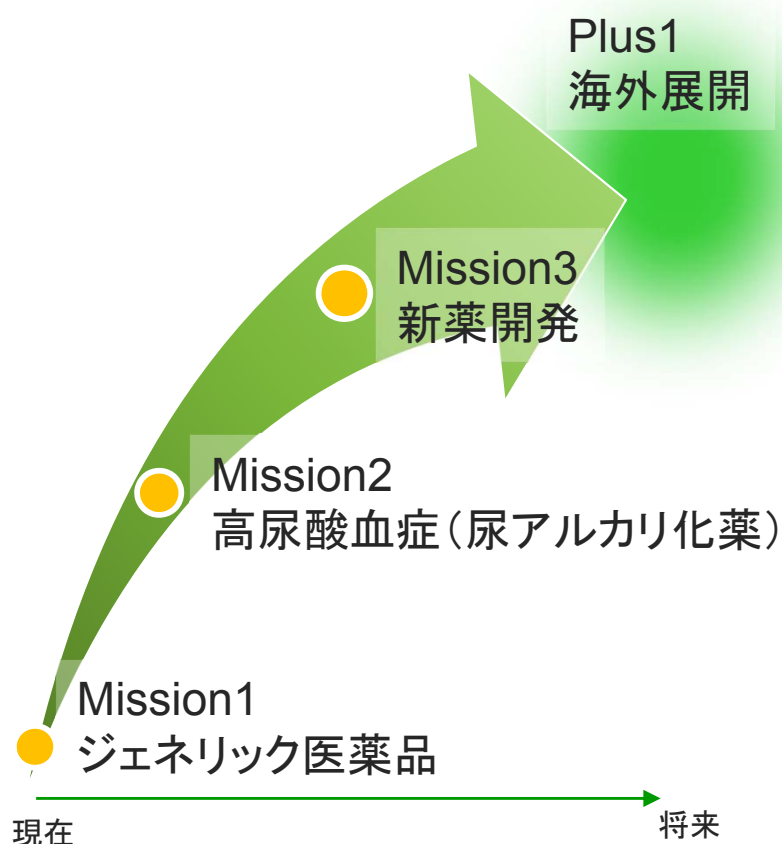 Plus1
海外展開
Mission3
新薬開発
Mission2
高尿酸血症（尿アルカリ化薬）
Mission1
ジェネリック医薬品
現在
将来